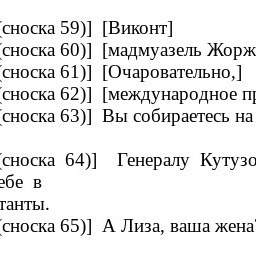 (сноска 59)] [Виконт]
(сноска 60)] [мадмуазель Жорж
(сноска 61)] [Очаровательно,]
(сноска 62)] [международное пр
(сноска 63)] Вы собираетесь на
(сноска 64)] Генералу Кутузо
ебе в
танты.
(сноска 65)] А Лиза, ваша жена?